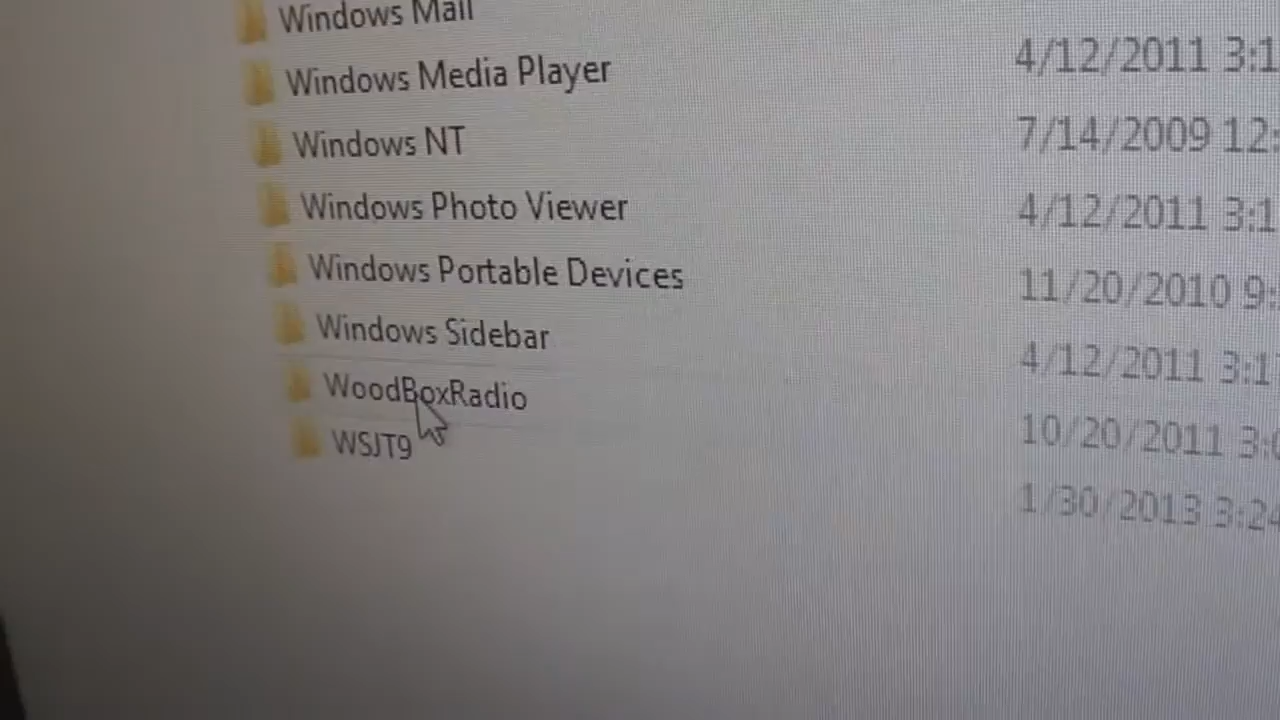 Windows Mail
Windows Media Player 4/12/2011 3:1
Windows NT 7/14/2009 12:
Windows Photo Viewer 4/12/2011 3:1
Windows Portable Devices 11/20/2010 9:
Windows Sidebar 4/12/2011 3:1
WoodBoxRadio 10/20/2011 3:0
WSJT9 1/30/2013 3:24